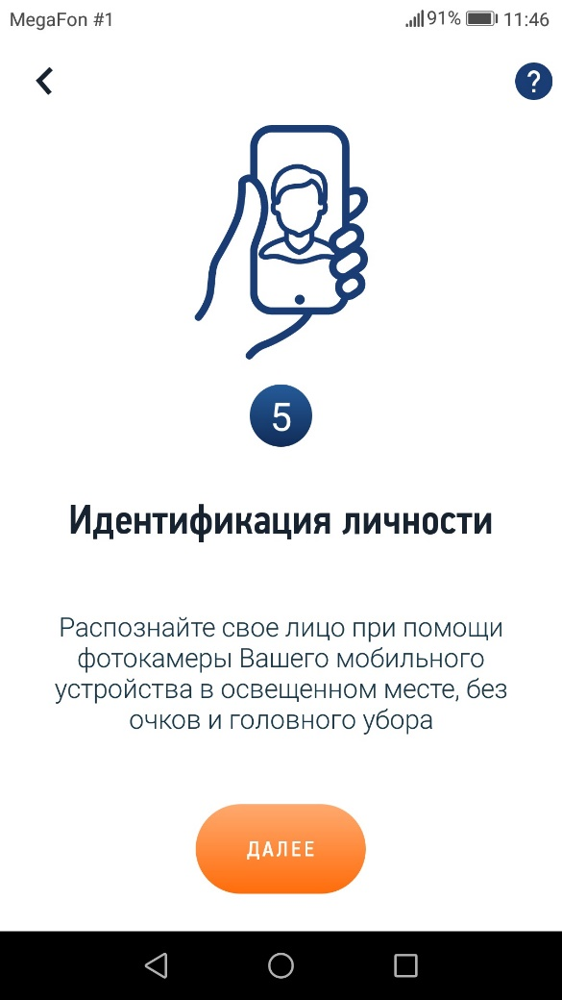 MegaFon #1 91% 11:46
?
5
Идентификация личности
Распознайте свое лицо при помощи
фотокамеры Вашего мобильного
устройства в освещенном месте, без
очков и головного убора
ДАЛЕЕ